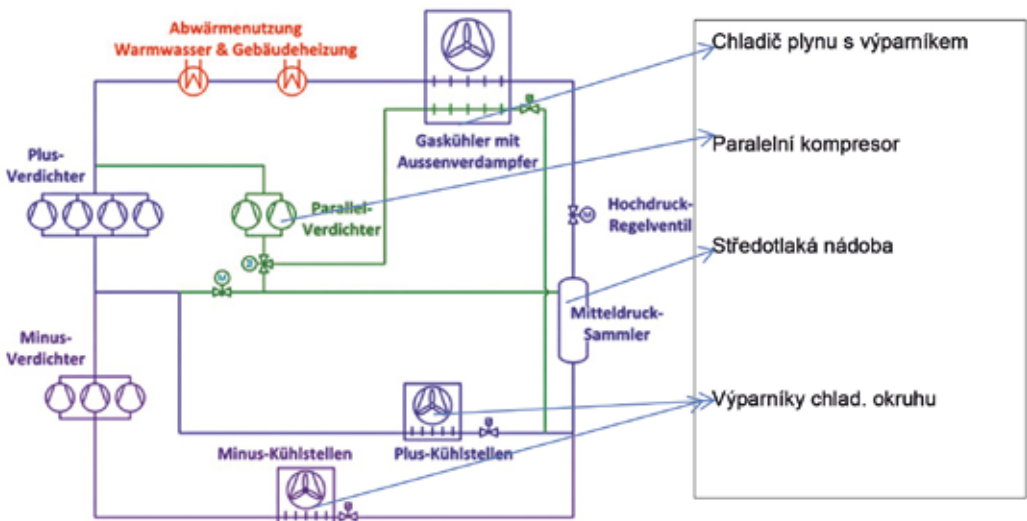 Abwärmenutzung
Warmwasser & Gebäudeheizung
Chladič plynu s výparníkem
Gaskühler mit
Aussenverdampfer
Plus-
Verdichter
Paralelní kompresor
Parallel-
Verdichter
Hochdruck-
Regelventil
Středotlaká nádoba
Mitteldruck-
Sammler
Minus-
Verdichter
Výparníky chlad. okruhu
Minus-Kühlstellen
Plus-Kühlstellen